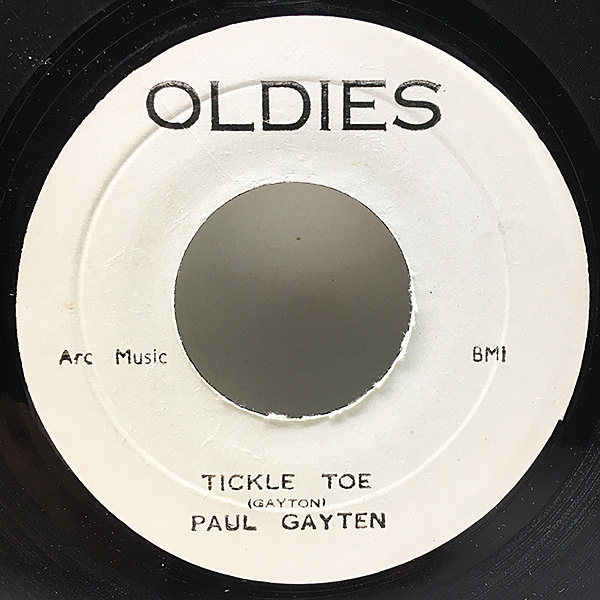 OLDIES
Arc Music BMI
TICKLE TOE
(GAYTON)
PAUL GAYTEN